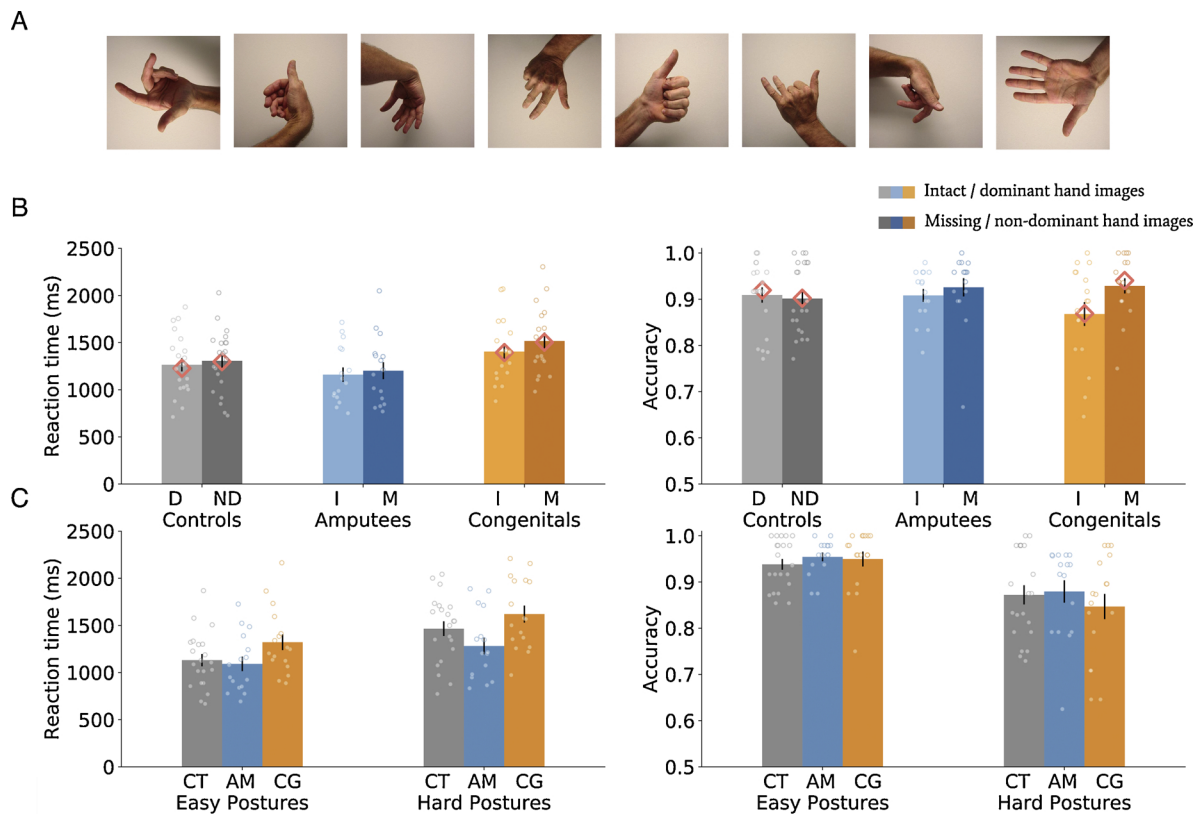 A
Intact / dominant hand images
Missing / non-dominant hand images
B
Reaction time (ms)
2500
2000
1500
1000
500
0
D ND I M I M
Controls Amputees Congenitals
Accuracy
1.0
0.9
0.8
0.7
0.6
0.5
D ND I M I M
Controls Amputees Congenitals
C
Reaction time (ms)
2500
2000
1500
1000
500
0
CT AM CG CT AM CG
Easy Postures Hard Postures
Accuracy
1.0
0.9
0.8
0.7
0.6
0.5
CT AM CG CT AM CG
Easy Postures Hard Postures